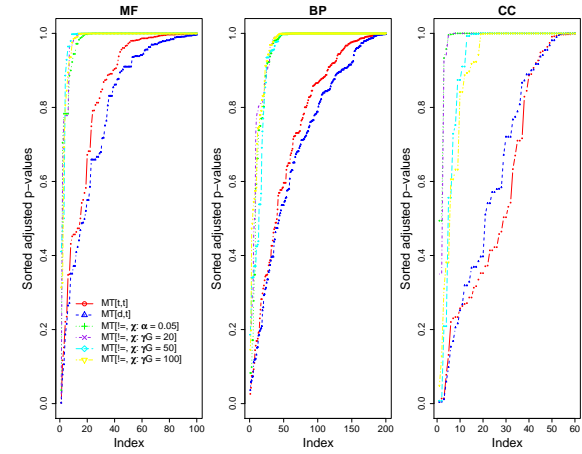 MF
BP
CC
Sorted adjusted p−values
0.0
0.2
0.4
0.6
0.8
1.0
MT[t,t]
MT[d,t]
MT[!=, χ: α = 0.05]
MT[!=, χ: γG = 20]
MT[!=, χ: γG = 50]
MT[!=, χ: γG = 100]
0 20 40 60 80 100
Index
Sorted adjusted p−values
0.0
0.2
0.4
0.6
0.8
1.0
0 50 100 150 200
Index
Sorted adjusted p−values
0.0
0.2
0.4
0.6
0.8
1.0
0 10 20 30 40 50 60
Index